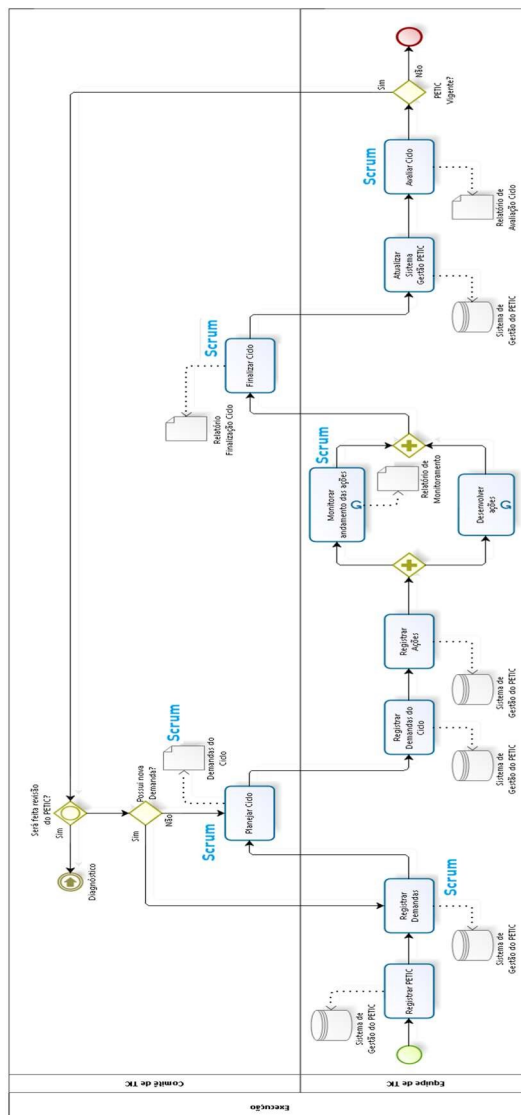 Execução
Comitê de TIC
Equipe de TIC
Será feita revisão
do PETIC?
Sim
Diagnóstico
Possui nova
Demanda?
Sim
Não
Scrum
Demandas do
Ciclo
Scrum
Planejar Ciclo
Relatório
Finalização Ciclo
Scrum
Finalizar Ciclo
Sistema de
Gestão do PETIC
Registrar PETIC
Registrar
Demandas
Scrum
Sistema de
Gestão do PETIC
Registrar
Demandas do
Ciclo
Sistema de
Gestão do PETIC
Registrar
Ações
Sistema de
Gestão do PETIC
Monitorar
andamento das ações
Scrum
Relatório de
Monitoramento
Desenvolver
ações
Atualizar
Sistema
Gestão PETIC
Sistema de
Gestão do PETIC
Scrum
Avaliar Ciclo
Relatório de
Avaliação Ciclo
Sim
Não
PETIC
Vigente?